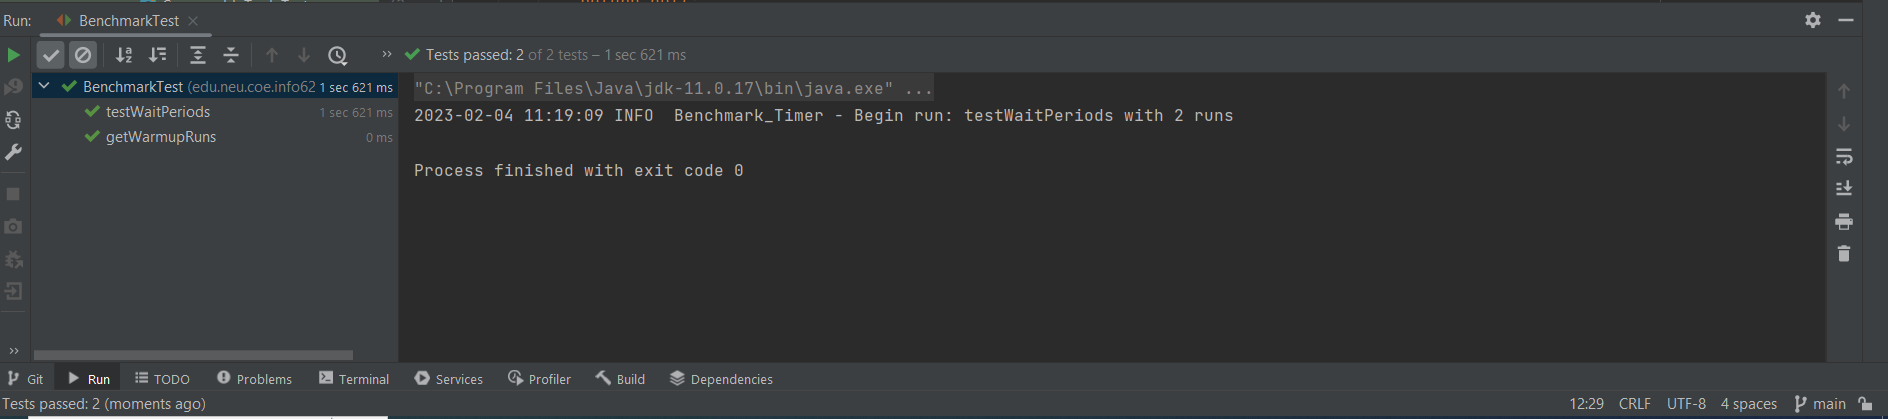 Run:
BenchmarkTest
Tests passed: 2 of 2 tests – 1 sec 621 ms
BenchmarkTest (edu.neu.coe.info62 1 sec 621 ms
testWaitPeriods 1 sec 621 ms
getWarmupRuns 0 ms
"C:\Program Files\Java\jdk-11.0.17\bin\java.exe" ...
2023-02-04 11:19:09 INFO  Benchmark_Timer - Begin run: testWaitPeriods with 2 runs
Process finished with exit code 0
Git Run TODO Problems Terminal Services Profiler Build Dependencies
Tests passed: 2 (moments ago) 12:29 CRLF UTF-8 4 spaces main